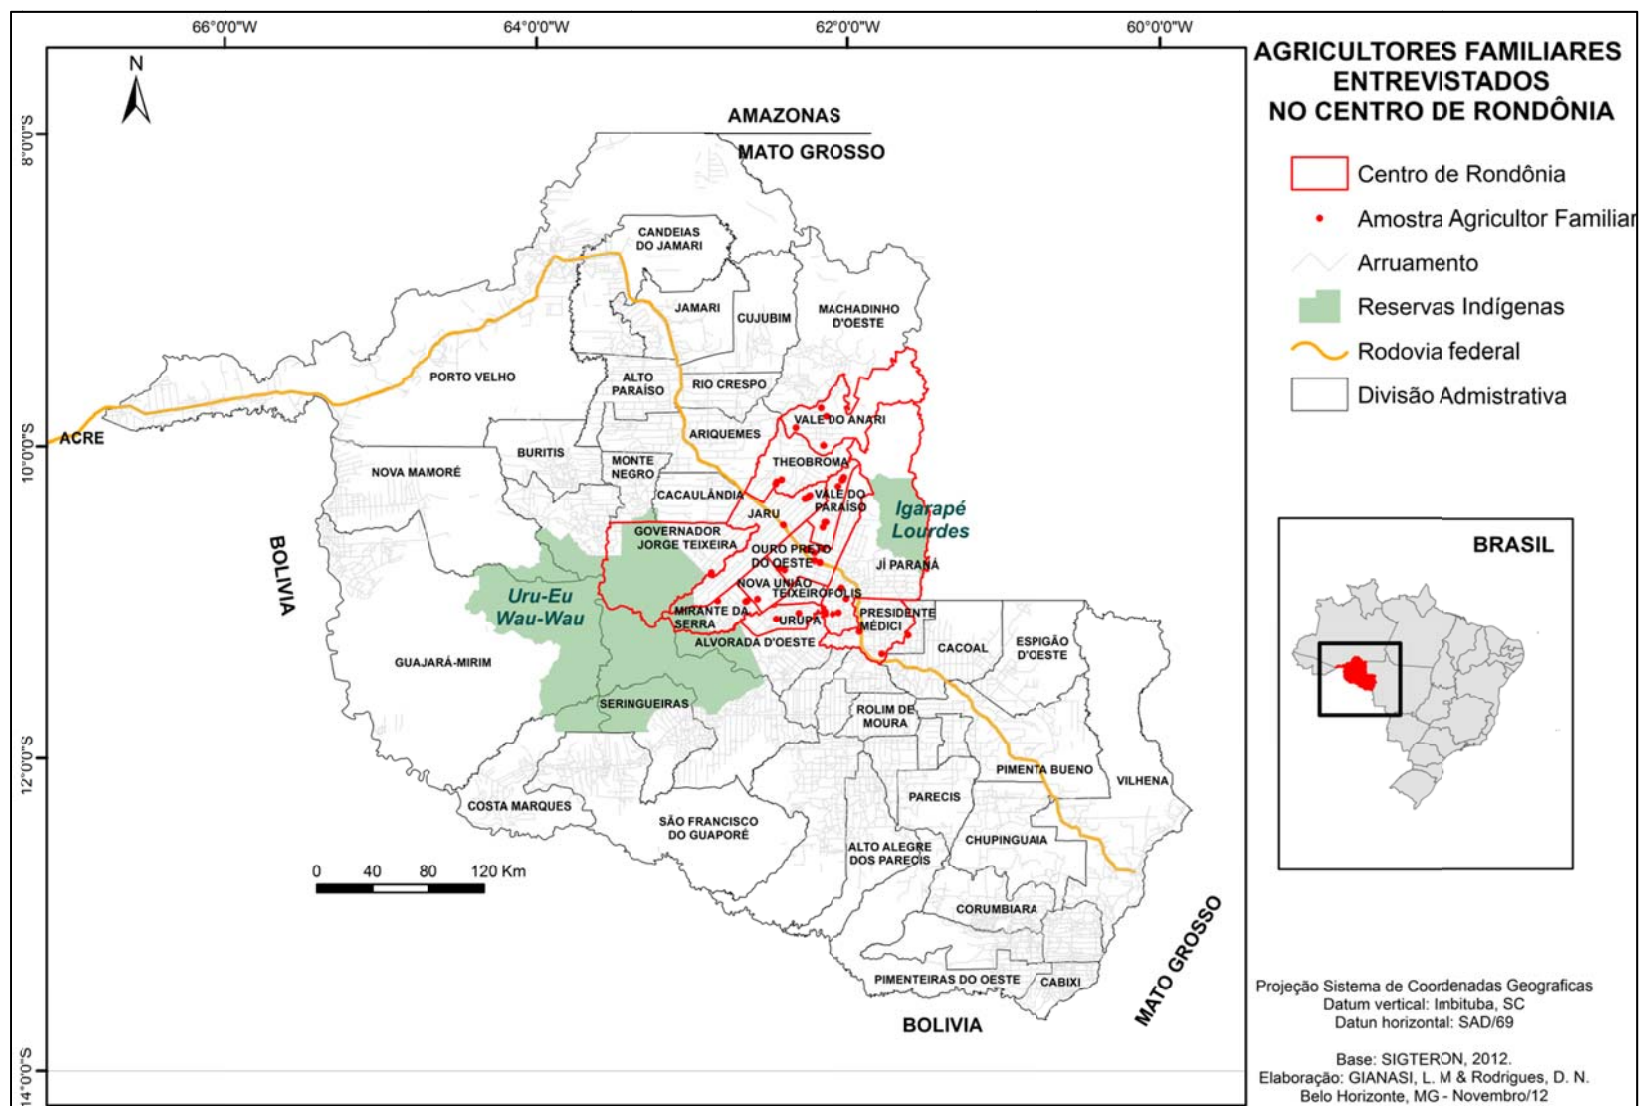 66°0'0"W
64°0'0"W
62°0'0"W
60°0'0"W
8°0'0"S
10°0'0"S
12°0'0"S
14°0'0"S
N
AMAZONAS
MATO GROSSO
CANDEIAS
DO JAMARI
JAMARI
CUJUBIM
MACHADINHO
D'OESTE
PORTO VELHO
ALTO
PARAÍSO
RIO CRESPO
VALE DO ANARI
ACRE
ARIQUEMES
BURITIS
MONTE
NEGRO
THEOBROMA
NOVA MAMORÉ
CACAULÂNDIA
VALE DO
PARAÍSO
JARU
Igarapé
Lourdes
GOVERNADOR
JORGE TEIXEIRA
OURO PRETO
DO OESTE
JÍ PARANÁ
BOLIVIA
NOVA UNIÃO
TEIXEIROPOLIS
Uru-Eu
Wau-Wau
MIRANTE DA
SERRA
URUPÁ
PRESIDENTE
MÉDICI
ALVORADA D'OESTE
CACOAL
ESPIGÃO
D'OESTE
GUAJARÁ-MIRIM
SERINGUEIRAS
ROLIM DE
MOURA
PIMENTA BUENO
VILHENA
COSTA MARQUES
PARECIS
SÃO FRANCISCO
DO GUAPORÉ
CHUPINGUAIA
ALTO ALEGRE
DOS PARECIS
0 40 80 120 Km
CORUMBIARA
PIMENTEIRAS DO OESTE
CABIXI
MATO GROSSO
BOLIVIA
AGRICULTORES FAMILIARES
ENTREVISTADOS
NO CENTRO DE RONDÔNIA
Centro de Rondônia
Amostra Agricultor Familiar
Arruamento
Reservas Indígenas
Rodovia federal
Divisão Admistrativa
BRASIL
Projeção Sistema de Coordenadas Geograficas
Datum vertical: Imbituba, SC
Datun horizontal: SAD/69
Base: SIGTERON, 2012.
Elaboração: GIANASI, L. M & Rodrigues, D. N.
Belo Horizonte, MG - Novembro/12